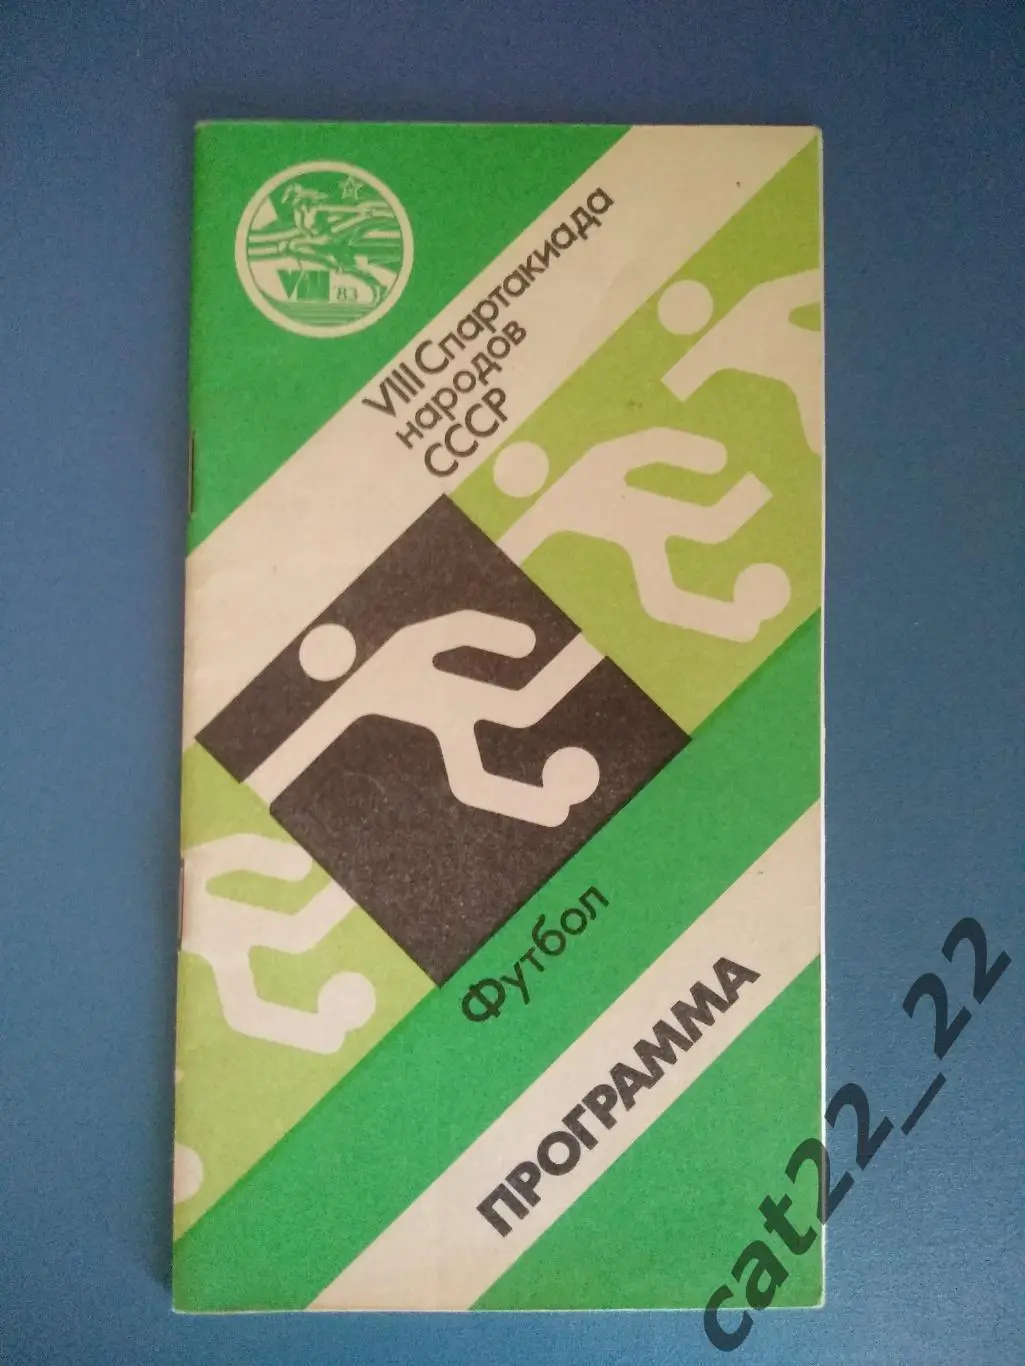 VIII '83
VIII Спартакиада
народов
СССР
Футбол
ПРОГРАММА
cat22_22